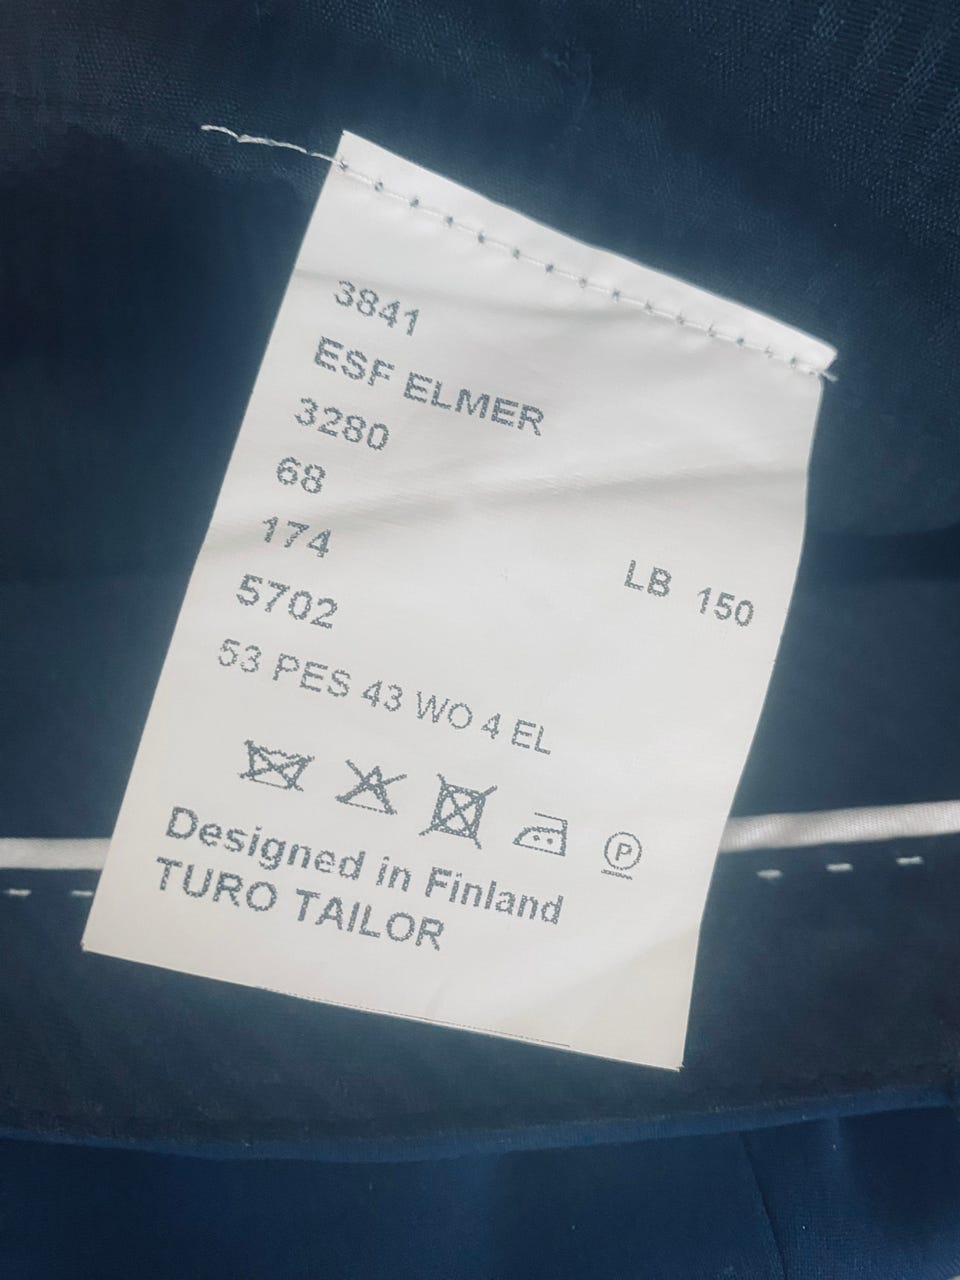 3841
ESF ELMER
3280
68
174
LB 150
5702
53 PES 43 WO 4 EL
P
Designed in Finland
TURO TAILOR